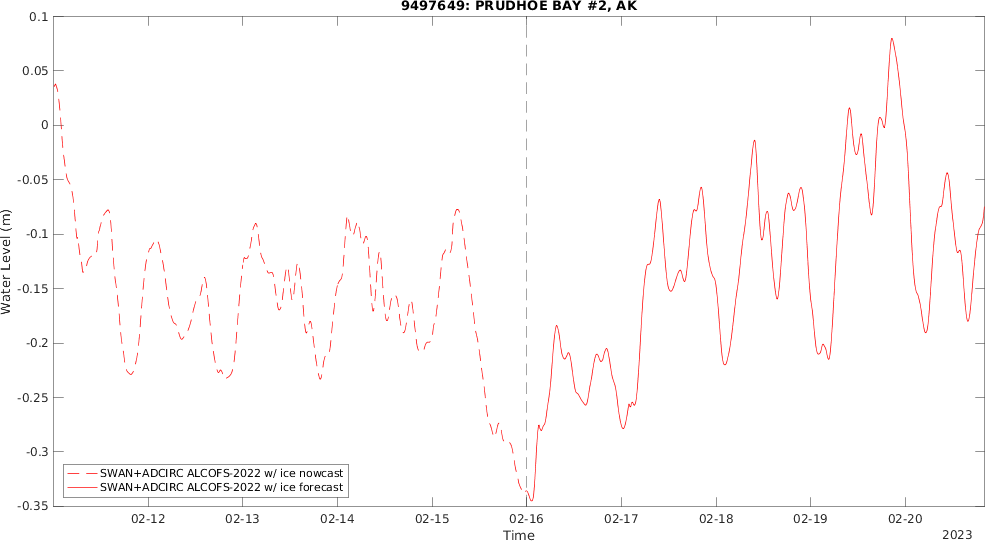 9497649: PRUDHOE BAY #2, AK
Water Level (m)
0.1
0.05
0
-0.05
-0.1
-0.15
-0.2
-0.25
-0.3
-0.35
SWAN+ADCIRC ALCOFS-2022 w/ ice nowcast
SWAN+ADCIRC ALCOFS-2022 w/ ice forecast
02-12 02-13 02-14 02-15 02-16 02-17 02-18 02-19 02-20
Time
2023